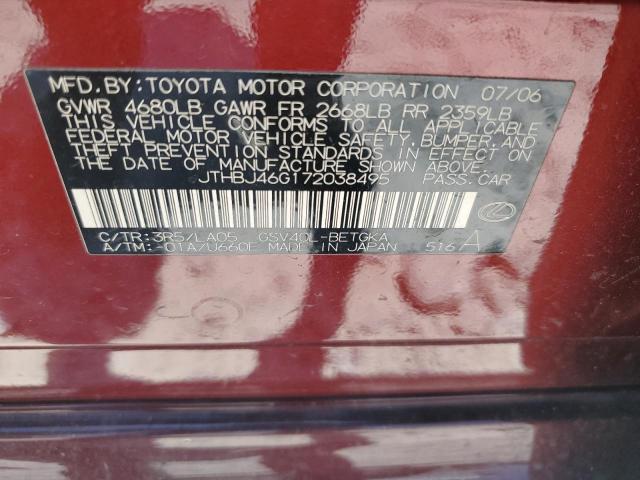 MFD. BY: TOYOTA MOTOR CORPORATION 07/06
GVWR 4680LB GAWR FR 2668LB RR 2359LB
THIS VEHICLE CONFORMS TO ALL APPLICABLE
FEDERAL MOTOR VEHICLE SAFETY, BUMPER, AND
THEFT PREVENTION STANDARDS IN EFFECT ON
THE DATE OF MANUFACTURE SHOWN ABOVE.
JTHBJ46G172038495 PASS.CAR
C/TR: 3R5/LA05 GSV40L-BETGKA
A/TM: -01A/U660E MADE IN JAPAN 516 A